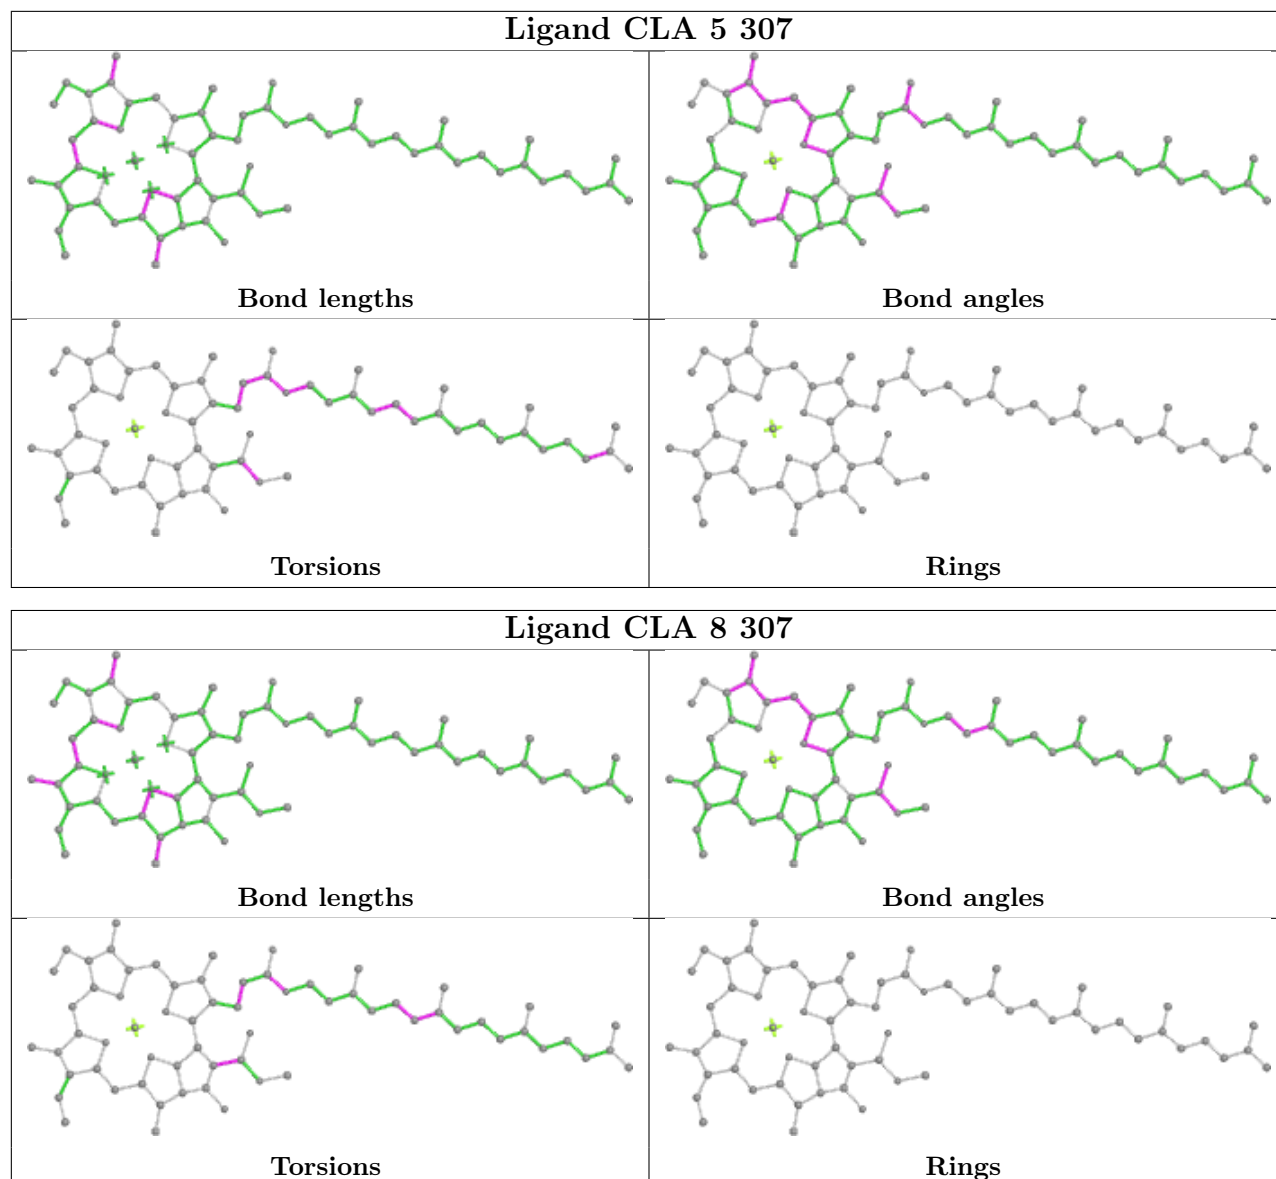 Ligand CLA 5 307
Bond lengths
Bond angles
Torsions
Rings
Ligand CLA 8 307
Bond lengths
Bond angles
Torsions
Rings